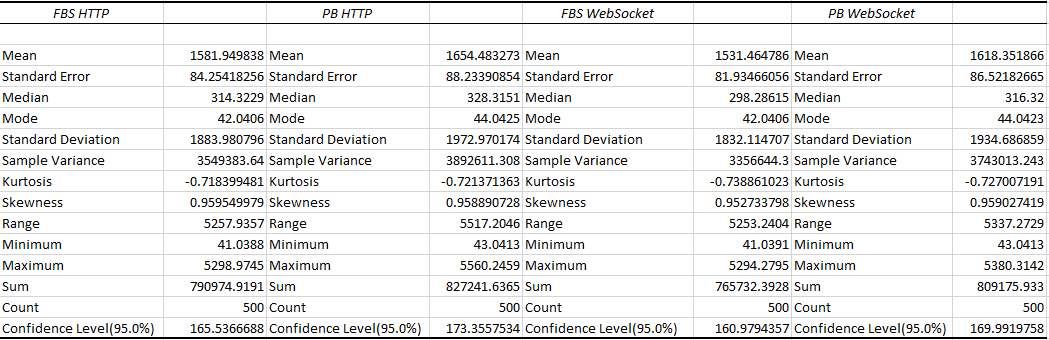 FBS HTTP PB HTTP FBS WebSocket PB WebSocket
Mean 1581.949838 Mean 1654.483273 Mean 1531.464786 Mean 1618.351866
Standard Error 84.25418256 Standard Error 88.23390854 Standard Error 81.93466056 Standard Error 86.52182665
Median 314.3229 Median 328.3151 Median 298.28615 Median 316.32
Mode 42.0406 Mode 44.0425 Mode 42.0406 Mode 44.0423
Standard Deviation 1883.980796 Standard Deviation 1972.970174 Standard Deviation 1832.114707 Standard Deviation 1934.686859
Sample Variance 3549383.64 Sample Variance 3892611.308 Sample Variance 3356644.3 Sample Variance 3743013.243
Kurtosis -0.718399481 Kurtosis -0.721371363 Kurtosis -0.738861023 Kurtosis -0.727007191
Skewness 0.959549979 Skewness 0.958890728 Skewness 0.952733798 Skewness 0.959027419
Range 5257.9357 Range 5517.2046 Range 5253.2404 Range 5337.2729
Minimum 41.0388 Minimum 43.0413 Minimum 41.0391 Minimum 43.0413
Maximum 5298.9745 Maximum 5560.2459 Maximum 5294.2795 Maximum 5380.3142
Sum 790974.9191 Sum 827241.6365 Sum 765732.3928 Sum 809175.933
Count 500 Count 500 Count 500 Count 500
Confidence Level(95.0%) 165.5366688 Confidence Level(95.0%) 173.3557534 Confidence Level(95.0%) 160.9794357 Confidence Level(95.0%) 169.9919758